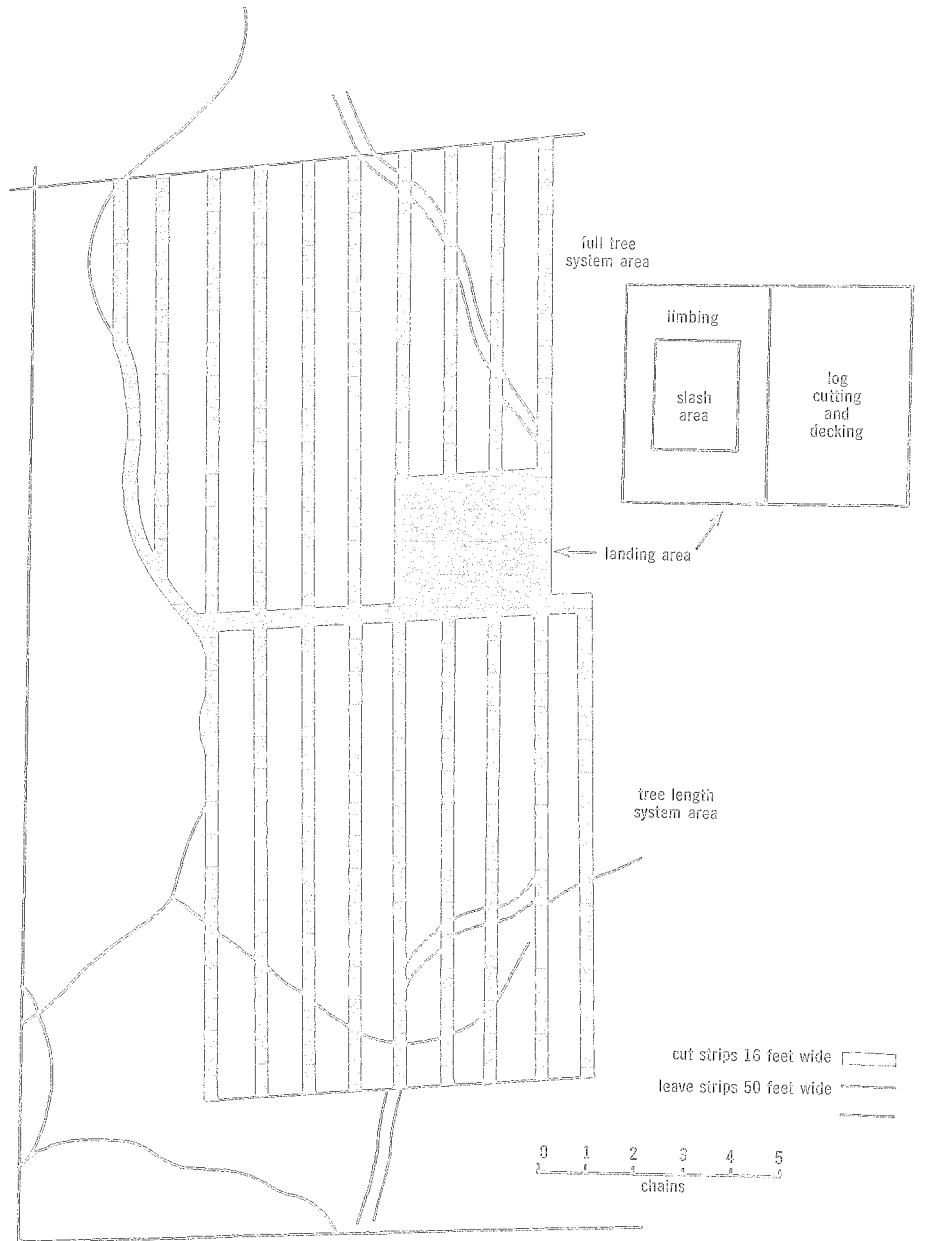 full tree
system area
limbing
slash
area
log
cutting
and
decking
landing area
tree length
system area
cut strips 16 feet wide
leave strips 50 feet wide
0 1 2 3 4 5
chains